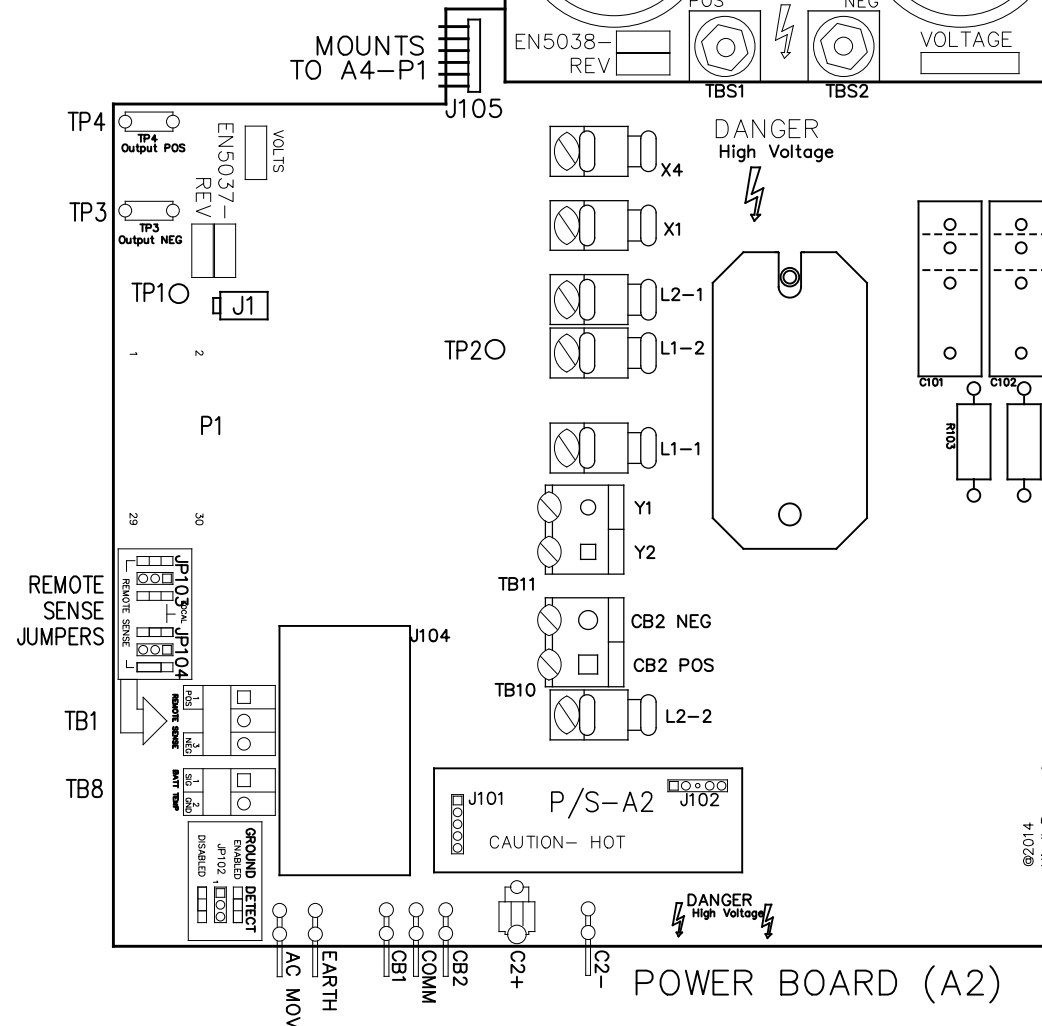 POS
NEG
EN5038-
REV
VOLTAGE
TBS1
TBS2
MOUNTS
TO A4-P1
J105
TP4
TP4
Output POS
VOLTS
EN5037-
REV
TP3
TP3
Output NEG
DANGER
High Voltage
X4
X1
TP1
J1
L2-1
TP2
L1-2
1
2
P1
C101
C102
R103
L1-1
29
30
Y1
Y2
TB11
REMOTE
SENSE
JUMPERS
REMOTE SENSE
JP103
LOCAL
JP104
J104
CB2 NEG
CB2 POS
TB10
L2-2
TB1
REMOTE SENSE
POS
1
NEG
3
TB8
BATT TEMP
SIG
1
GND
2
J101
P/S-A2
J102
CAUTION- HOT
GROUND DETECT
ENABLED
JP102
1
DISABLED
DANGER
High Voltage
©2014
AC MOV
EARTH
CB1
COMM
CB2
C2+
C2-
POWER BOARD (A2)